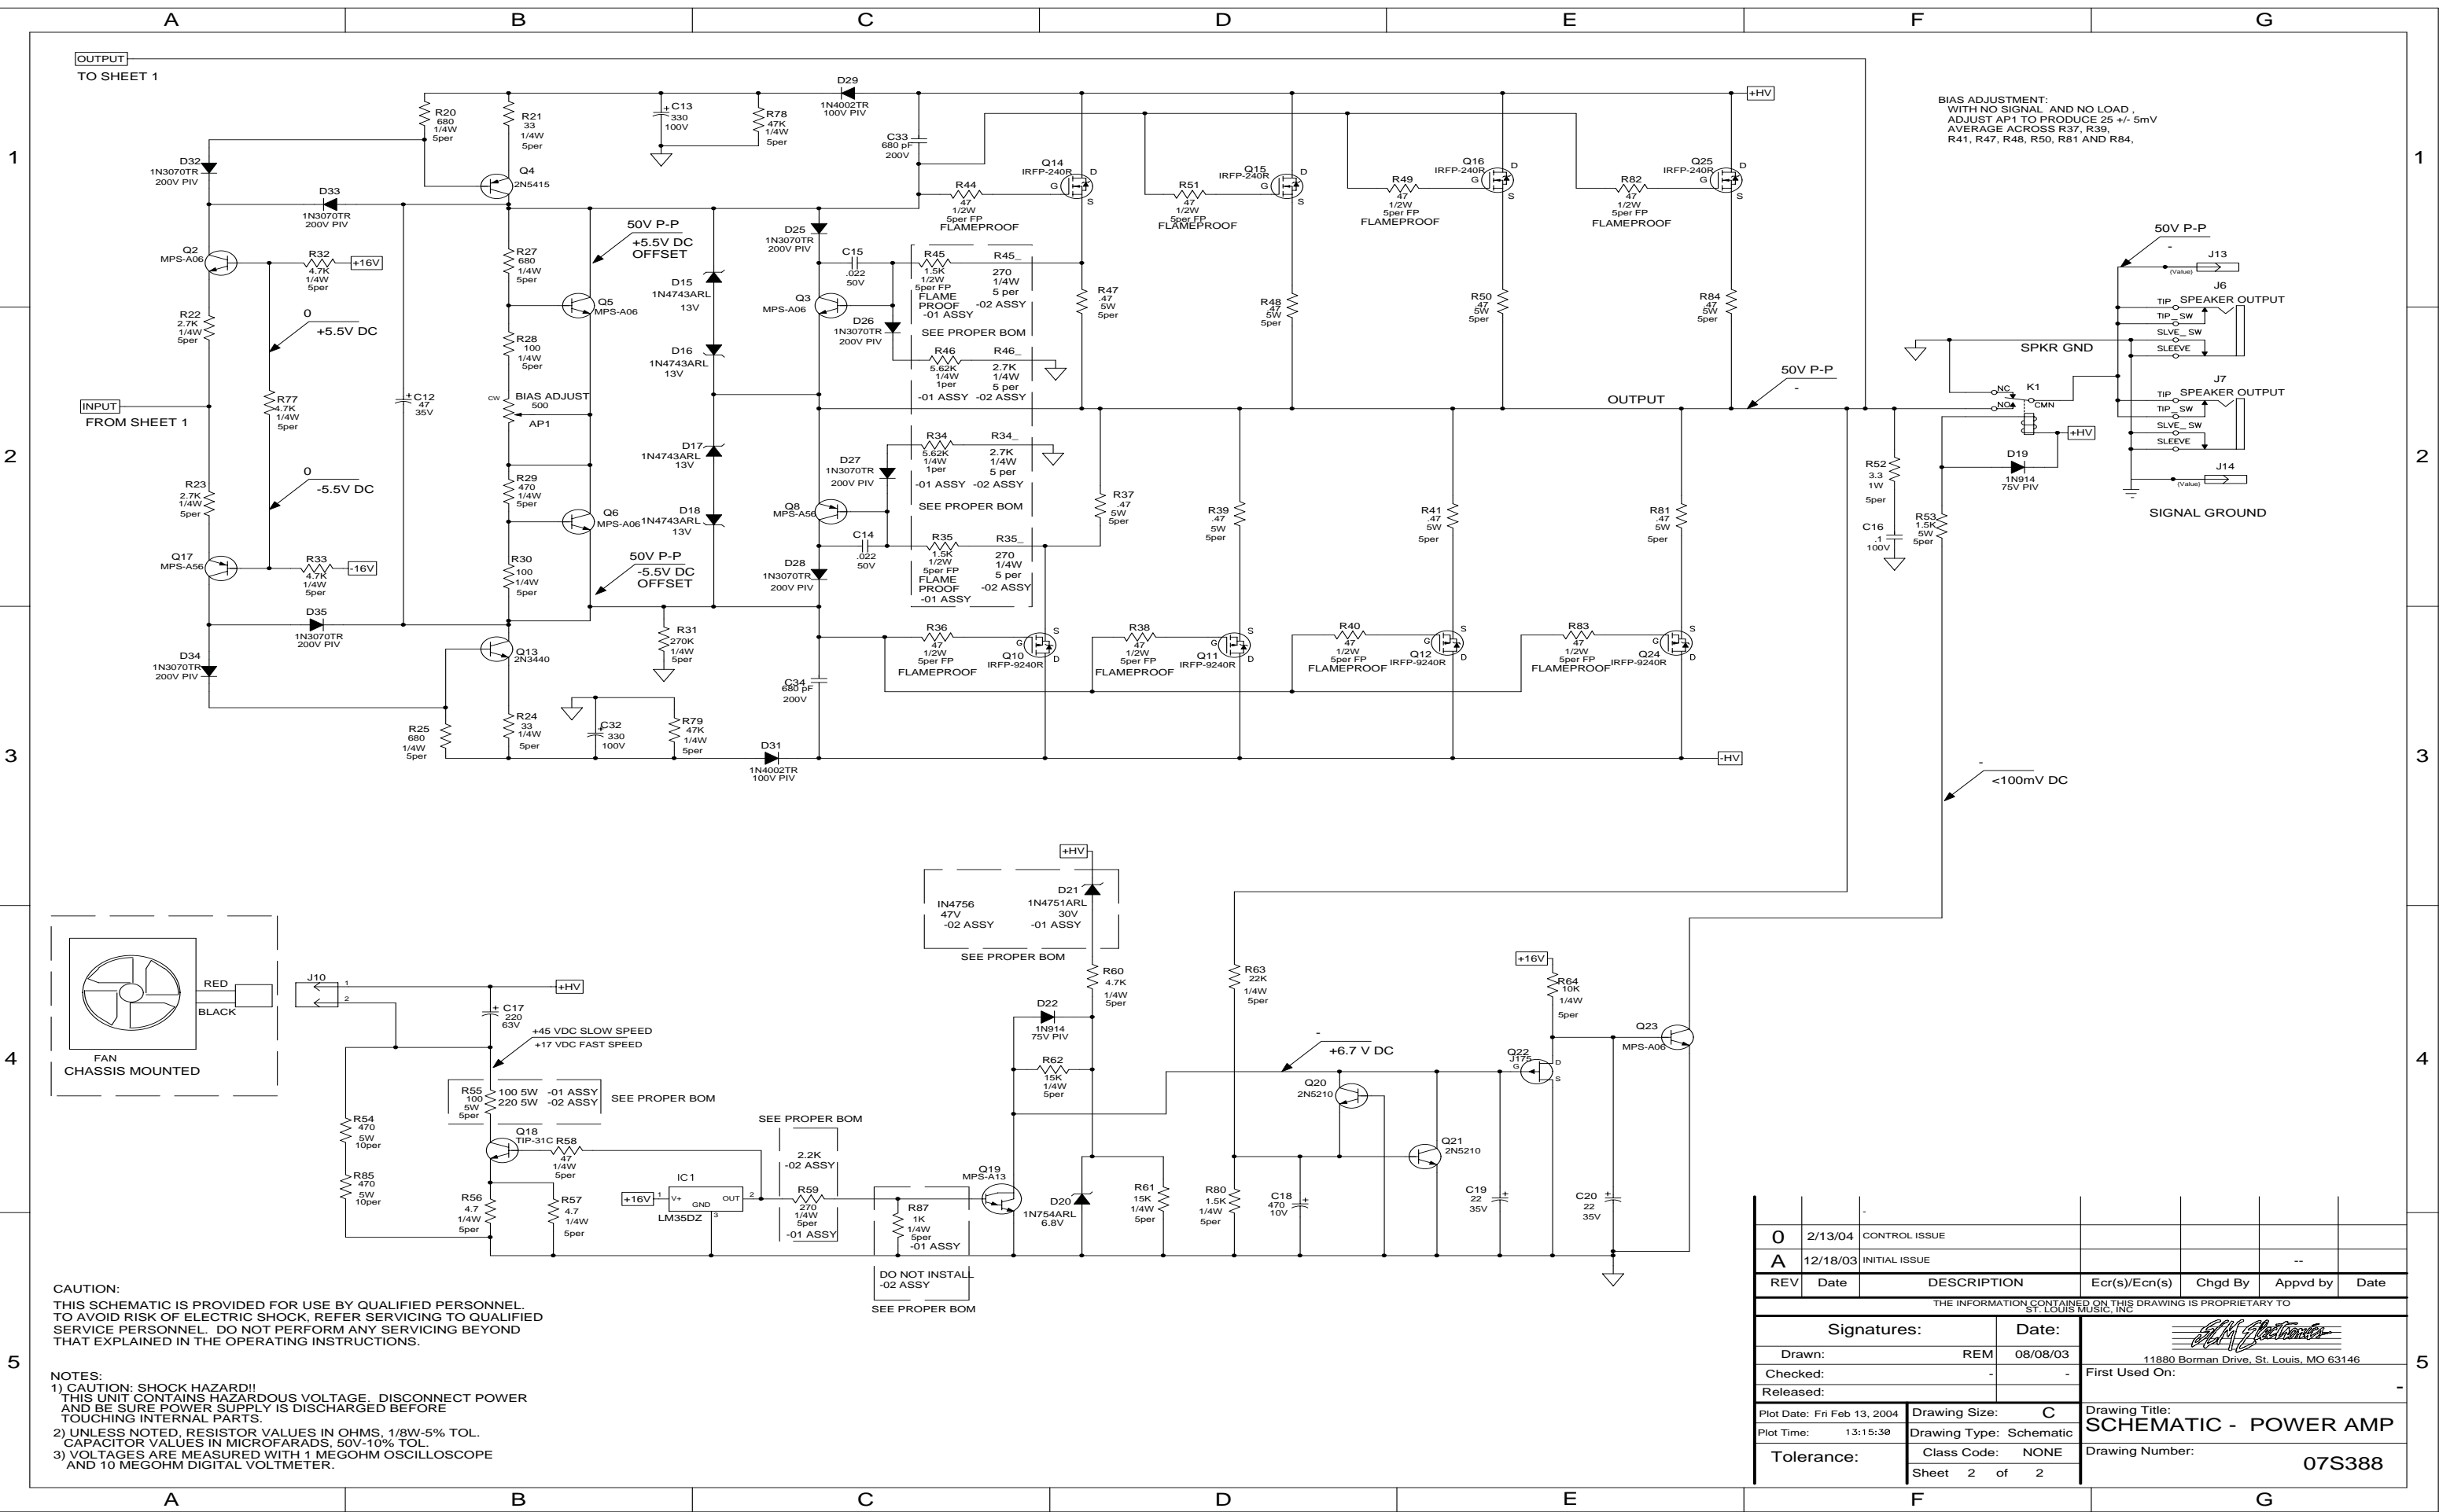 A B C D E F G
1
2
3
4
5
OUTPUT
TO SHEET 1
D32
1N3070TR
200V PIV
D33
1N3070TR
200V PIV
R20
680
1/4W
5per
R21
33
1/4W
5per
Q4
2N5415
C13
+
330
100V
R78
47K
1/4W
5per
D29
1N4002TR
100V PIV
C33
680 pF
200V
+HV
Q2
MPS-A06
R32
4.7K
1/4W
5per
+16V
R22
2.7K
1/4W
5per
0
+5.5V DC
R77
4.7K
1/4W
5per
INPUT
FROM SHEET 1
R23
2.7K
1/4W
5per
0
-5.5V DC
Q17
MPS-A56
R33
4.7K
1/4W
5per
-16V
D35
1N3070TR
200V PIV
D34
1N3070TR
200V PIV
C12
+
47
35V
R27
680
1/4W
5per
R28
100
1/4W
5per
CW
BIAS ADJUST
500
AP1
R29
470
1/4W
5per
R30
100
1/4W
5per
Q5
MPS-A06
Q6
MPS-A06
50V P-P
+5.5V DC
OFFSET
50V P-P
-5.5V DC
OFFSET
D15
1N4743ARL
13V
D16
1N4743ARL
13V
D17
1N4743ARL
13V
D18
1N4743ARL
13V
Q13
2N3440
R31
270K
1/4W
5per
R25
680
1/4W
5per
R24
33
1/4W
5per
C32
+
330
100V
R79
47K
1/4W
5per
D31
1N4002TR
100V PIV
C34
680 pF
200V
-HV
D25
1N3070TR
200V PIV
C15
.022
50V
Q3
MPS-A06
D26
1N3070TR
200V PIV
R45
1.5K
1/2W
5per FP
FLAME
PROOF
-01 ASSY
R45_
270
1/4W
5 per
-02 ASSY
SEE PROPER BOM
R46
5.62K
1/4W
1per
-01 ASSY
R46_
2.7K
1/4W
5 per
-02 ASSY
R34
5.62K
1/4W
1per
-01 ASSY
R34_
2.7K
1/4W
5 per
-02 ASSY
SEE PROPER BOM
D27
1N3070TR
200V PIV
Q8
MPS-A56
C14
.022
50V
D28
1N3070TR
200V PIV
R35
1.5K
1/2W
5per FP
FLAME
PROOF
-01 ASSY
R35_
270
1/4W
5 per
-02 ASSY
R44
47
1/2W
5per FP
FLAMEPROOF
Q14
IRFP-240R
G
D
S
R51
47
1/2W
5per FP
FLAMEPROOF
Q15
IRFP-240R
G
D
S
R49
47
1/2W
5per FP
FLAMEPROOF
Q16
IRFP-240R
G
D
S
R82
47
1/2W
5per FP
FLAMEPROOF
Q25
IRFP-240R
G
D
S
R47
.47
5W
5per
R48
.47
5W
5per
R50
.47
5W
5per
R84
.47
5W
5per
OUTPUT
50V P-P
-
R37
.47
5W
5per
R39
.47
5W
5per
R41
.47
5W
5per
R81
.47
5W
5per
R36
47
1/2W
5per FP
FLAMEPROOF
Q10
IRFP-9240R
G
S
D
R38
47
1/2W
5per FP
FLAMEPROOF
Q11
IRFP-9240R
G
S
D
R40
47
1/2W
5per FP
FLAMEPROOF
Q12
IRFP-9240R
G
S
D
R83
47
1/2W
5per FP
FLAMEPROOF
Q24
IRFP-9240R
G
S
D
BIAS ADJUSTMENT:
WITH NO SIGNAL AND NO LOAD ,
ADJUST AP1 TO PRODUCE 25 +/- 5mV
AVERAGE ACROSS R37, R39,
R41, R47, R48, R50, R81 AND R84,
50V P-P
-
J13
(Value)
J6
TIP
SPEAKER OUTPUT
TIP_SW
SLVE_ SW
SLEEVE
SPKR GND
J7
TIP
SPEAKER OUTPUT
TIP_SW
SLVE_ SW
SLEEVE
J14
(Value)
SIGNAL GROUND
NC
NO
K1
CMN
+HV
D19
1N914
75V PIV
R52
3.3
1W
5per
C16
.1
100V
R53
1.5K
5W
5per
-
<100mV DC
FAN
CHASSIS MOUNTED
RED
BLACK
J10
1
2
+HV
C17
+
220
63V
+45 VDC SLOW SPEED
+17 VDC FAST SPEED
R55
100
5W
5per
100 5W -01 ASSY
220 5W -02 ASSY
SEE PROPER BOM
R54
470
5W
10per
R85
470
5W
10per
Q18
TIP-31C
R58
47
1/4W
5per
R56
4.7
1/4W
5per
R57
4.7
1/4W
5per
+16V
IC1
1
V+
OUT
2
GND
3
LM35DZ
SEE PROPER BOM
2.2K
-02 ASSY
R59
270
1/4W
5per
-01 ASSY
R87
1K
1/4W
5per
-01 ASSY
DO NOT INSTALL
-02 ASSY
SEE PROPER BOM
Q19
MPS-A13
+HV
IN4756
47V
-02 ASSY
D21
1N4751ARL
30V
-01 ASSY
SEE PROPER BOM
R60
4.7K
1/4W
5per
D22
1N914
75V PIV
R62
15K
1/4W
5per
D20
1N754ARL
6.8V
R61
15K
1/4W
5per
R63
22K
1/4W
5per
R80
1.5K
1/4W
5per
C18
+
470
10V
-
+6.7 V DC
Q20
2N5210
Q21
2N5210
C19
+
22
35V
+16V
R64
10K
1/4W
5per
Q22
J175
G
D
S
Q23
MPS-A06
C20
+
22
35V
CAUTION:
THIS SCHEMATIC IS PROVIDED FOR USE BY QUALIFIED PERSONNEL.
TO AVOID RISK OF ELECTRIC SHOCK, REFER SERVICING TO QUALIFIED
SERVICE PERSONNEL. DO NOT PERFORM ANY SERVICING BEYOND
THAT EXPLAINED IN THE OPERATING INSTRUCTIONS.
NOTES:
1) CAUTION: SHOCK HAZARD!!
THIS UNIT CONTAINS HAZARDOUS VOLTAGE. DISCONNECT POWER
AND BE SURE POWER SUPPLY IS DISCHARGED BEFORE
TOUCHING INTERNAL PARTS.
2) UNLESS NOTED, RESISTOR VALUES IN OHMS, 1/8W-5% TOL.
CAPACITOR VALUES IN MICROFARADS, 50V-10% TOL.
3) VOLTAGES ARE MEASURED WITH 1 MEGOHM OSCILLOSCOPE
AND 10 MEGOHM DIGITAL VOLTMETER.
-
0 2/13/04 CONTROL ISSUE
A 12/18/03 INITIAL ISSUE --
REV Date DESCRIPTION Ecr(s)/Ecn(s) Chgd By Appvd by Date
THE INFORMATION CONTAINED ON THIS DRAWING IS PROPRIETARY TO
ST. LOUIS MUSIC, INC
Signatures: Date:
Drawn: REM 08/08/03
Checked: - -
Released:
SLM Electronics
11880 Borman Drive, St. Louis, MO 63146
First Used On:
-
Plot Date: Fri Feb 13, 2004
Plot Time: 13:15:30
Tolerance:
Drawing Size: C
Drawing Type: Schematic
Class Code: NONE
Sheet 2 of 2
Drawing Title:
SCHEMATIC - POWER AMP
Drawing Number:
07S388
1
2
3
4
5
A B C D E F G